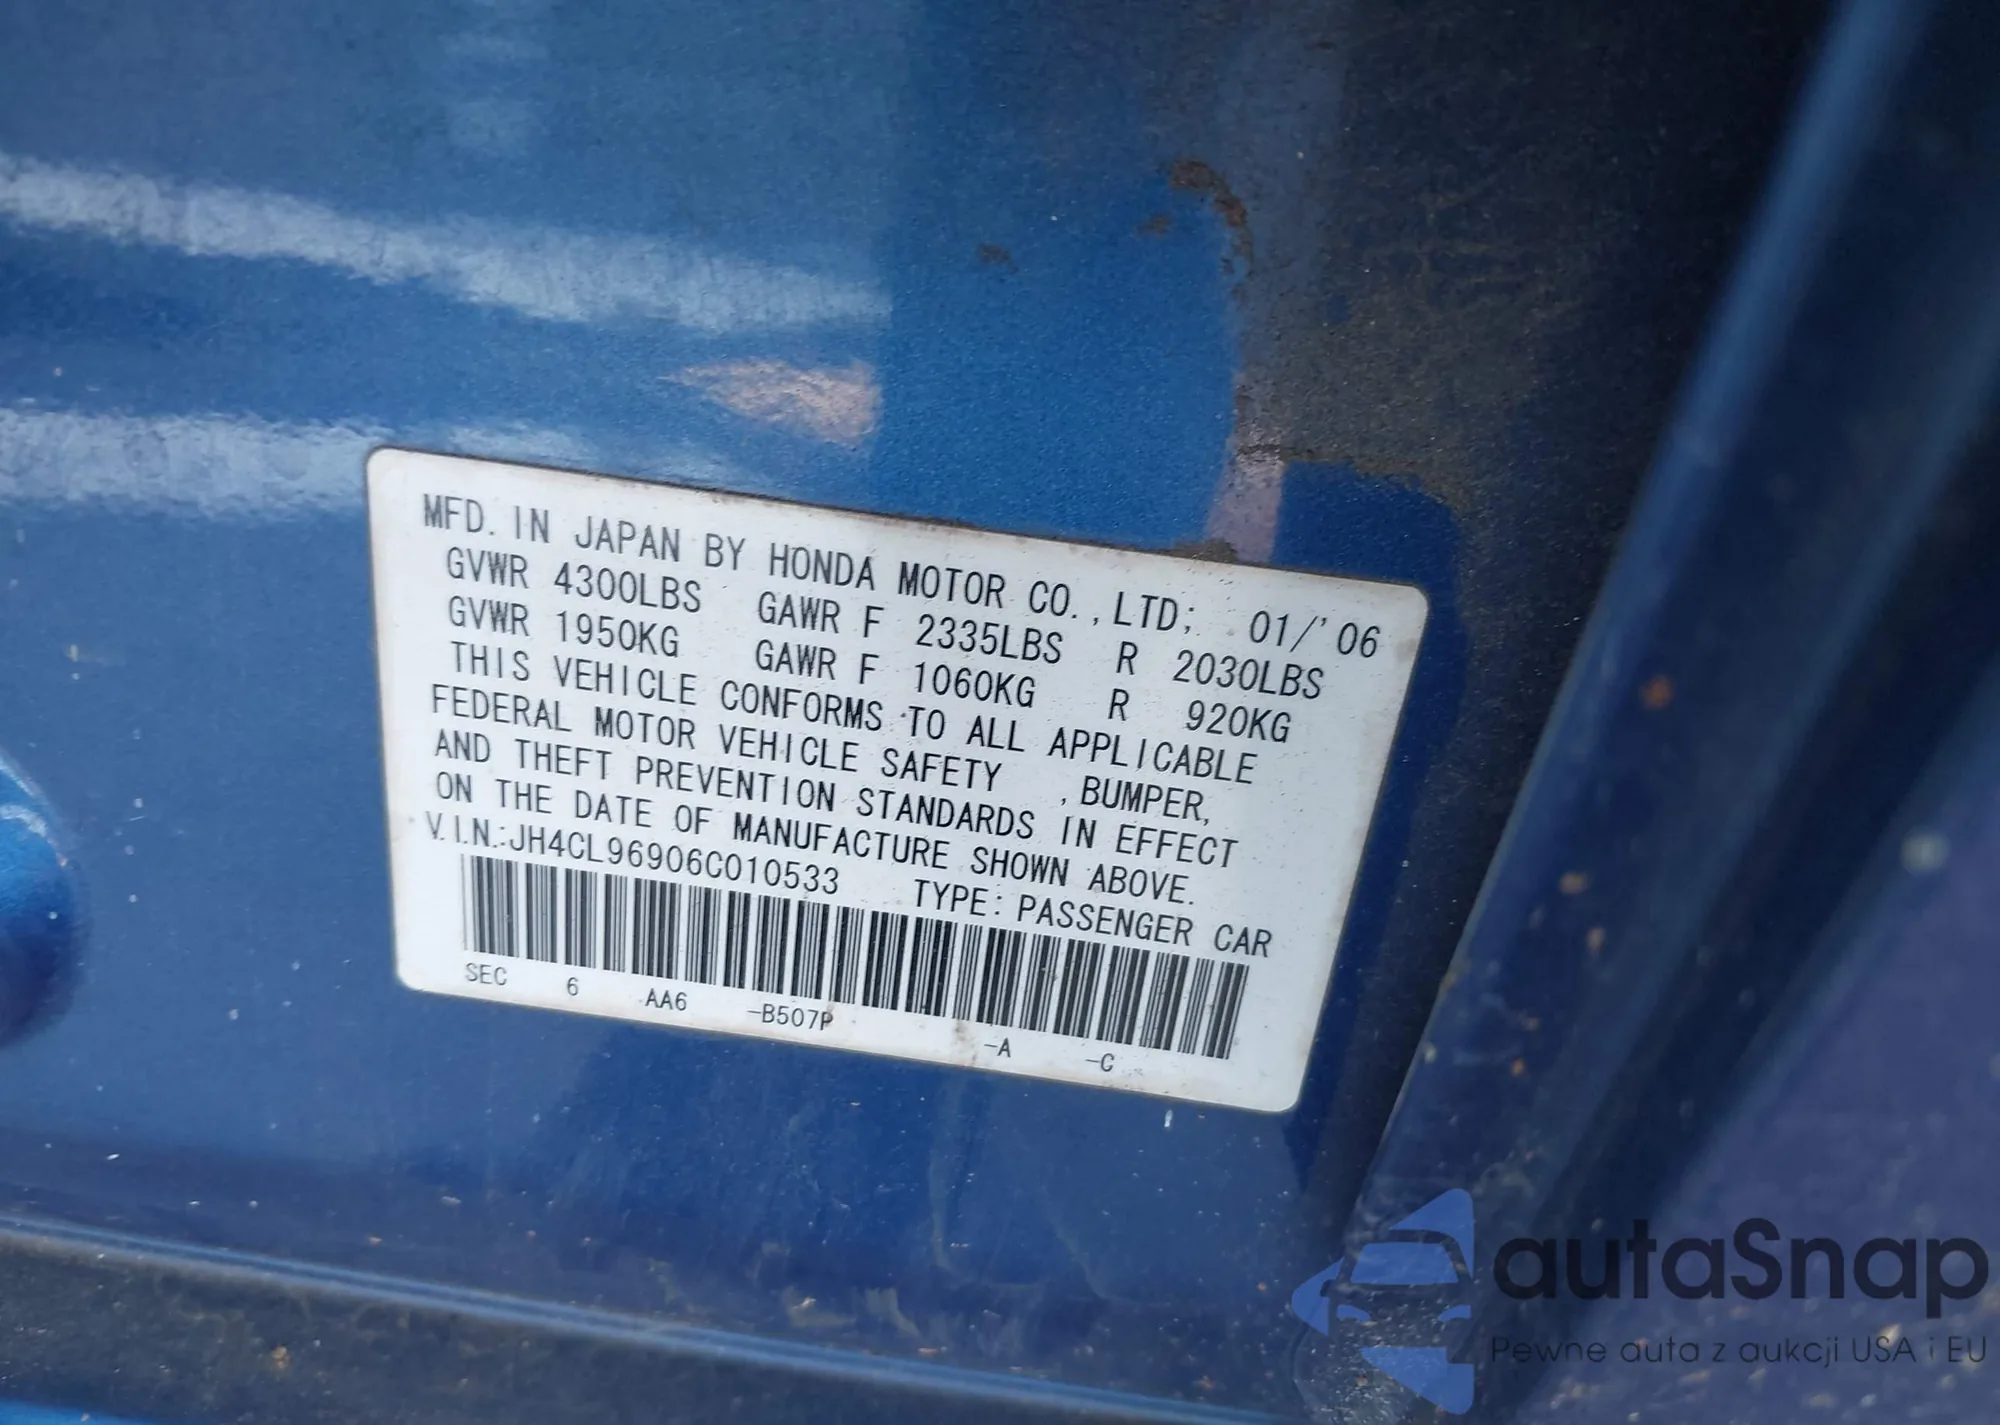 MFD. IN JAPAN BY HONDA MOTOR CO., LTD; 01/'06
GVWR 4300LBS GAWR F 2335LBS R 2030LBS
GVWR 1950KG GAWR F 1060KG R 920KG
THIS VEHICLE CONFORMS TO ALL APPLICABLE
FEDERAL MOTOR VEHICLE SAFETY , BUMPER,
AND THEFT PREVENTION STANDARDS IN EFFECT
ON THE DATE OF MANUFACTURE SHOWN ABOVE.
V.I.N.:JH4CL96906C010533 TYPE: PASSENGER CAR
SEC 6 AA6 -B507P -A -C
autaSnap
Pewne auta z aukcji USA i EU